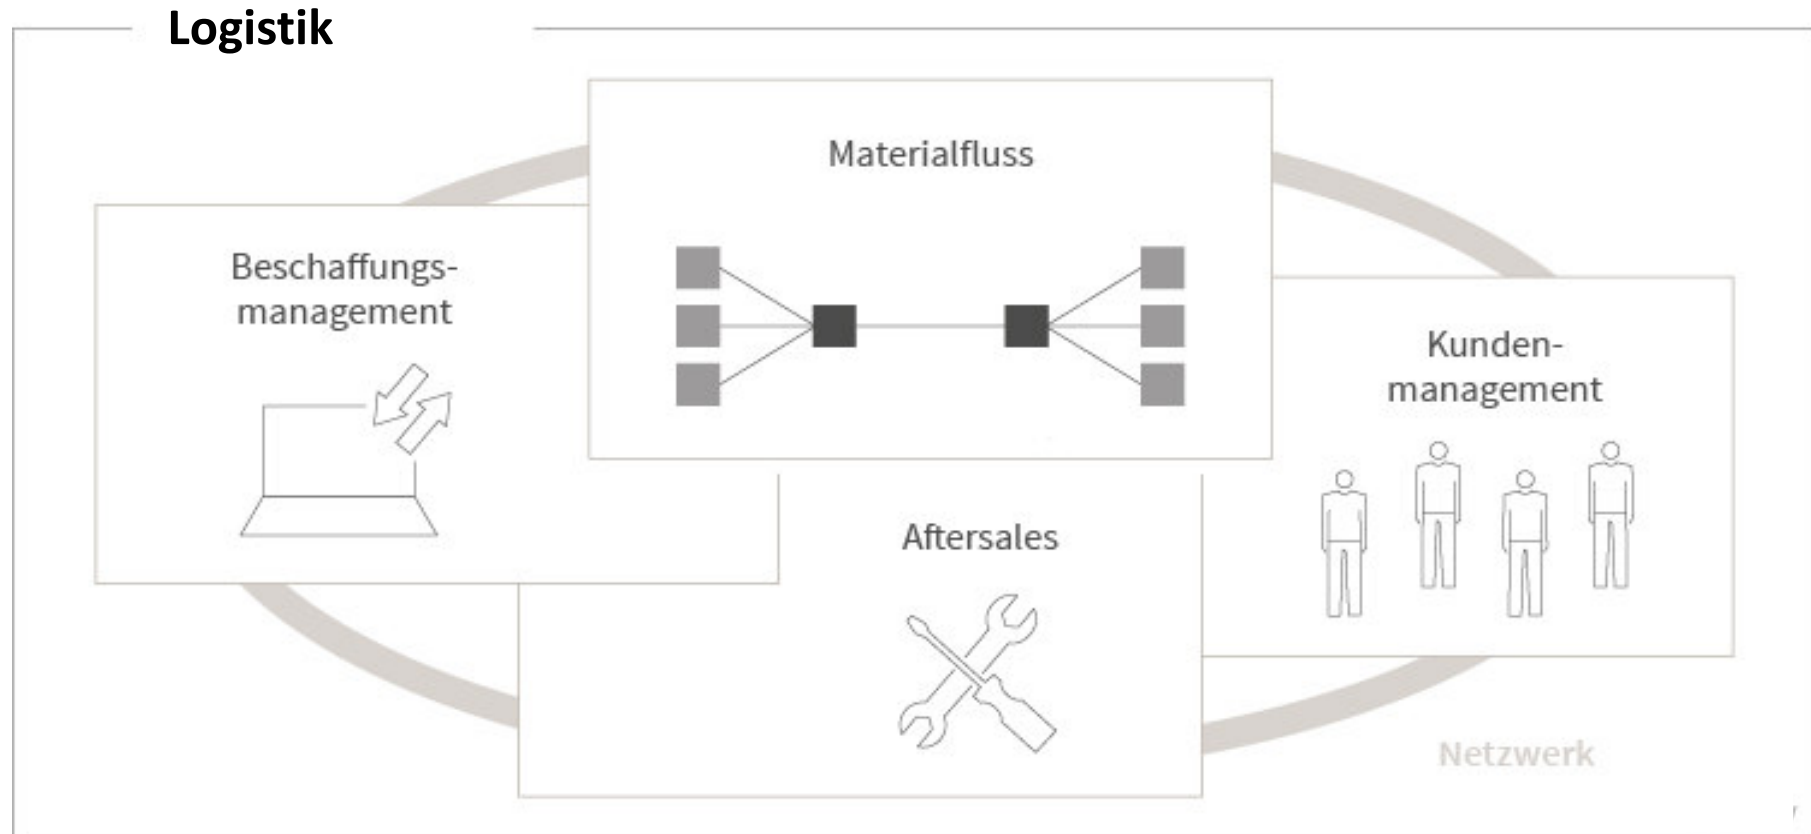 Logistik
Materialfluss
Beschaffungs-
management
Kunden-
management
Aftersales
Netzwerk